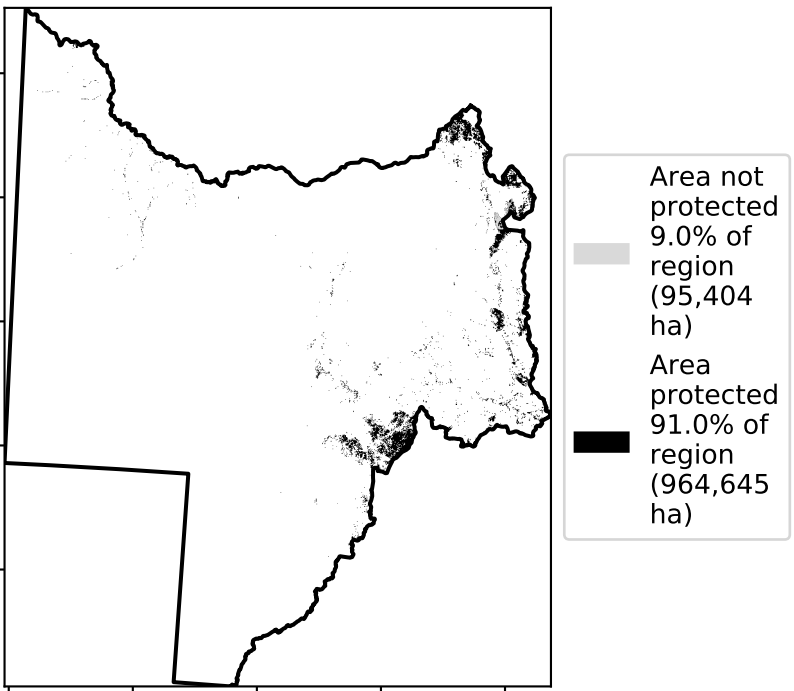 Area not
protected
9.0% of
region
(95,404
ha)
Area
protected
91.0% of
region
(964,645
ha)